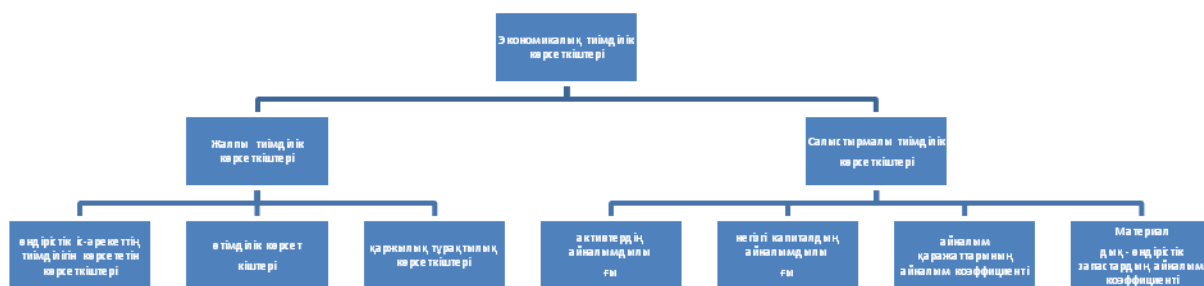 Экономикалық тиімділік
көрсеткіштері
Жалпы тиімділік
көрсеткіштері
Салыстырмалы тиімділік
көрсеткіштері
өндірістік іс-әрекеттің
тиімділігін көрсететін
көрсеткіштері
өтімділік көрсет
кіштері
қаржылық тұрақтылық
көрсеткіштері
активтердің
айналымдылы
ғы
негізгі капиталдың
айналымдылы
ғы
айналым
қаражаттарының
айналым коэффициенті
Материал
дық - өндірістік
запастардың айналым
коэффициенті